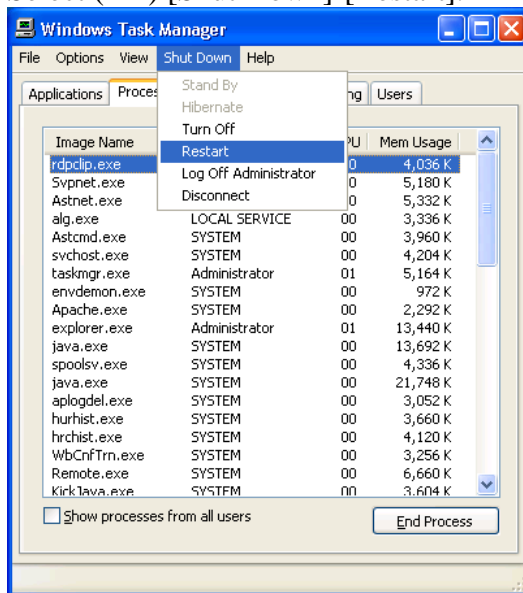 Windows Task Manager
File Options View Shut Down Help
Stand By
Hibernate
Turn Off
Restart
Log Off Administrator
Disconnect
Applications Users
Image Name Mem Usage
rdpclip.exe 4,036 K
Svpnet.exe 5,180 K
Astnet.exe 5,332 K
alg.exe LOCAL SERVICE 00 3,336 K
Astcmd.exe SYSTEM 00 3,960 K
svchost.exe SYSTEM 00 4,204 K
taskmgr.exe Administrator 01 5,164 K
envdemon.exe SYSTEM 00 972 K
Apache.exe SYSTEM 00 2,292 K
explorer.exe Administrator 01 13,440 K
java.exe SYSTEM 00 13,692 K
spoolsv.exe SYSTEM 00 4,336 K
java.exe SYSTEM 00 21,748 K
aplogdel.exe SYSTEM 00 3,052 K
hurhist.exe SYSTEM 00 3,660 K
hrchist.exe SYSTEM 00 4,120 K
WbCnfTrn.exe SYSTEM 00 3,256 K
Remote.exe SYSTEM 00 6,660 K
KickJava.exe SYSTEM 00 3,604 K
Show processes from all users End Process